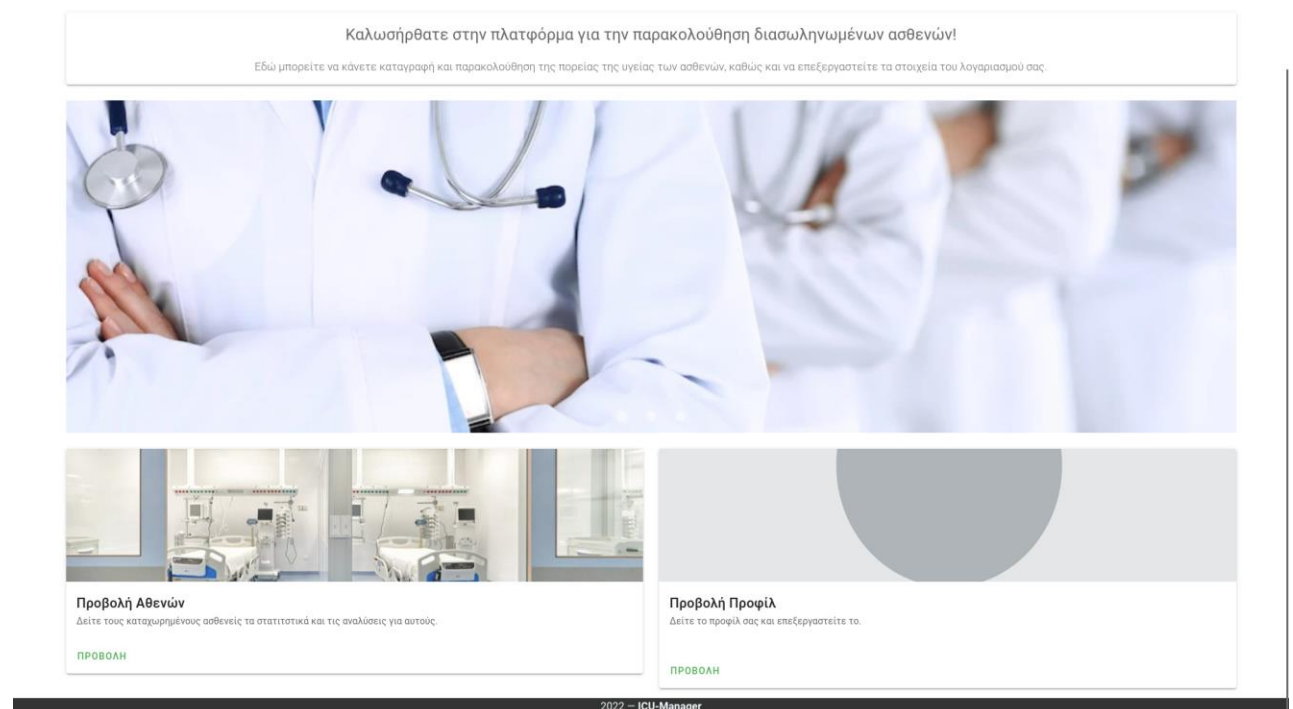 Καλωσήρθατε στην πλατφόρμα για την παρακολούθηση διασωληνωμένων ασθενών!
Εδώ μπορείτε να κάνετε καταγραφή και παρακολούθηση της πορείας της υγείας των ασθενών, καθώς και να επεξεργαστείτε τα στοιχεία του λογαριασμού σας.
Προβολή Αθενών
Δείτε τους καταχωρημένους ασθενείς τα στατιτστικά και τις αναλύσεις για αυτούς.
ΠΡΟΒΟΛΗ
Προβολή Προφίλ
Δείτε το προφίλ σας και επεξεργαστείτε το.
ΠΡΟΒΟΛΗ
2022 — ICU-Manager